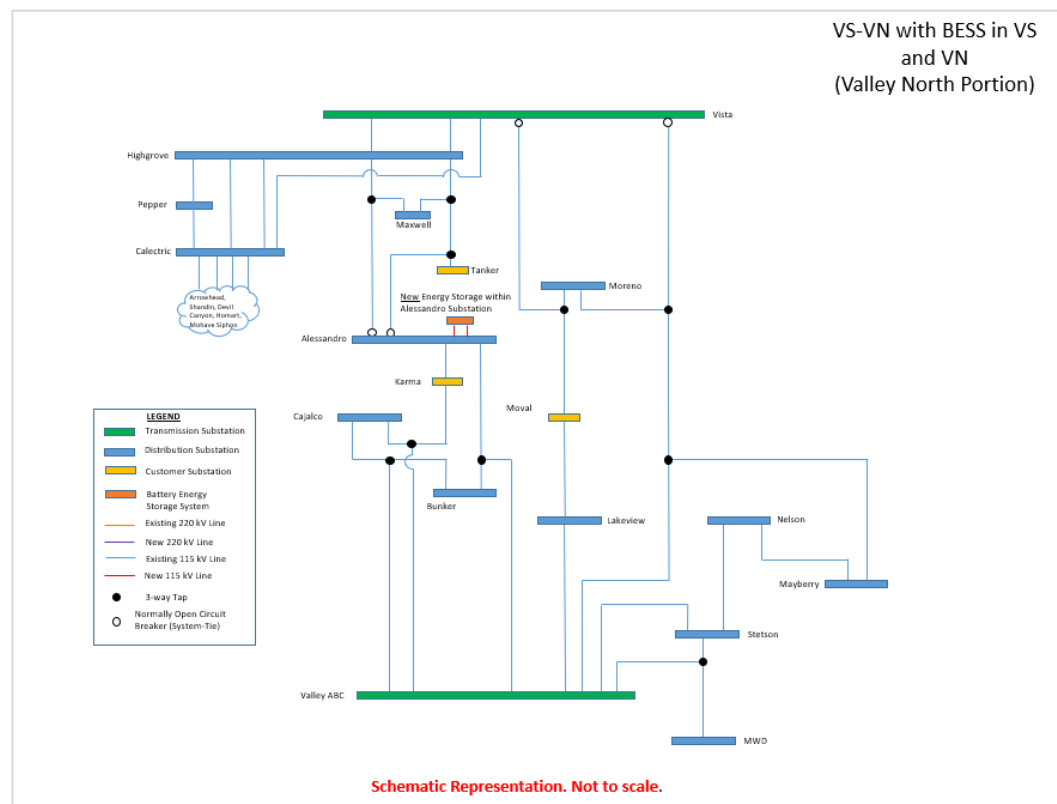 VS-VN with BESS in VS
and VN
(Valley North Portion)
Vista
Highgrove
Pepper
Maxwell
Calectric
Tanker
Arrowhead,
Shandin, Devil
Canyon, Homart,
Mohave Siphon
New Energy Storage within
Alessandro Substation
Moreno
Alessandro
Karma
Cajalco
Moval
Bunker
Lakeview
Nelson
Mayberry
Stetson
Valley ABC
MWD
LEGEND
Transmission Substation
Distribution Substation
Customer Substation
Battery Energy
Storage System
Existing 220 kV Line
New 220 kV Line
Existing 115 kV Line
New 115 kV Line
3-way Tap
Normally Open Circuit
Breaker (System-Tie)
Schematic Representation. Not to scale.